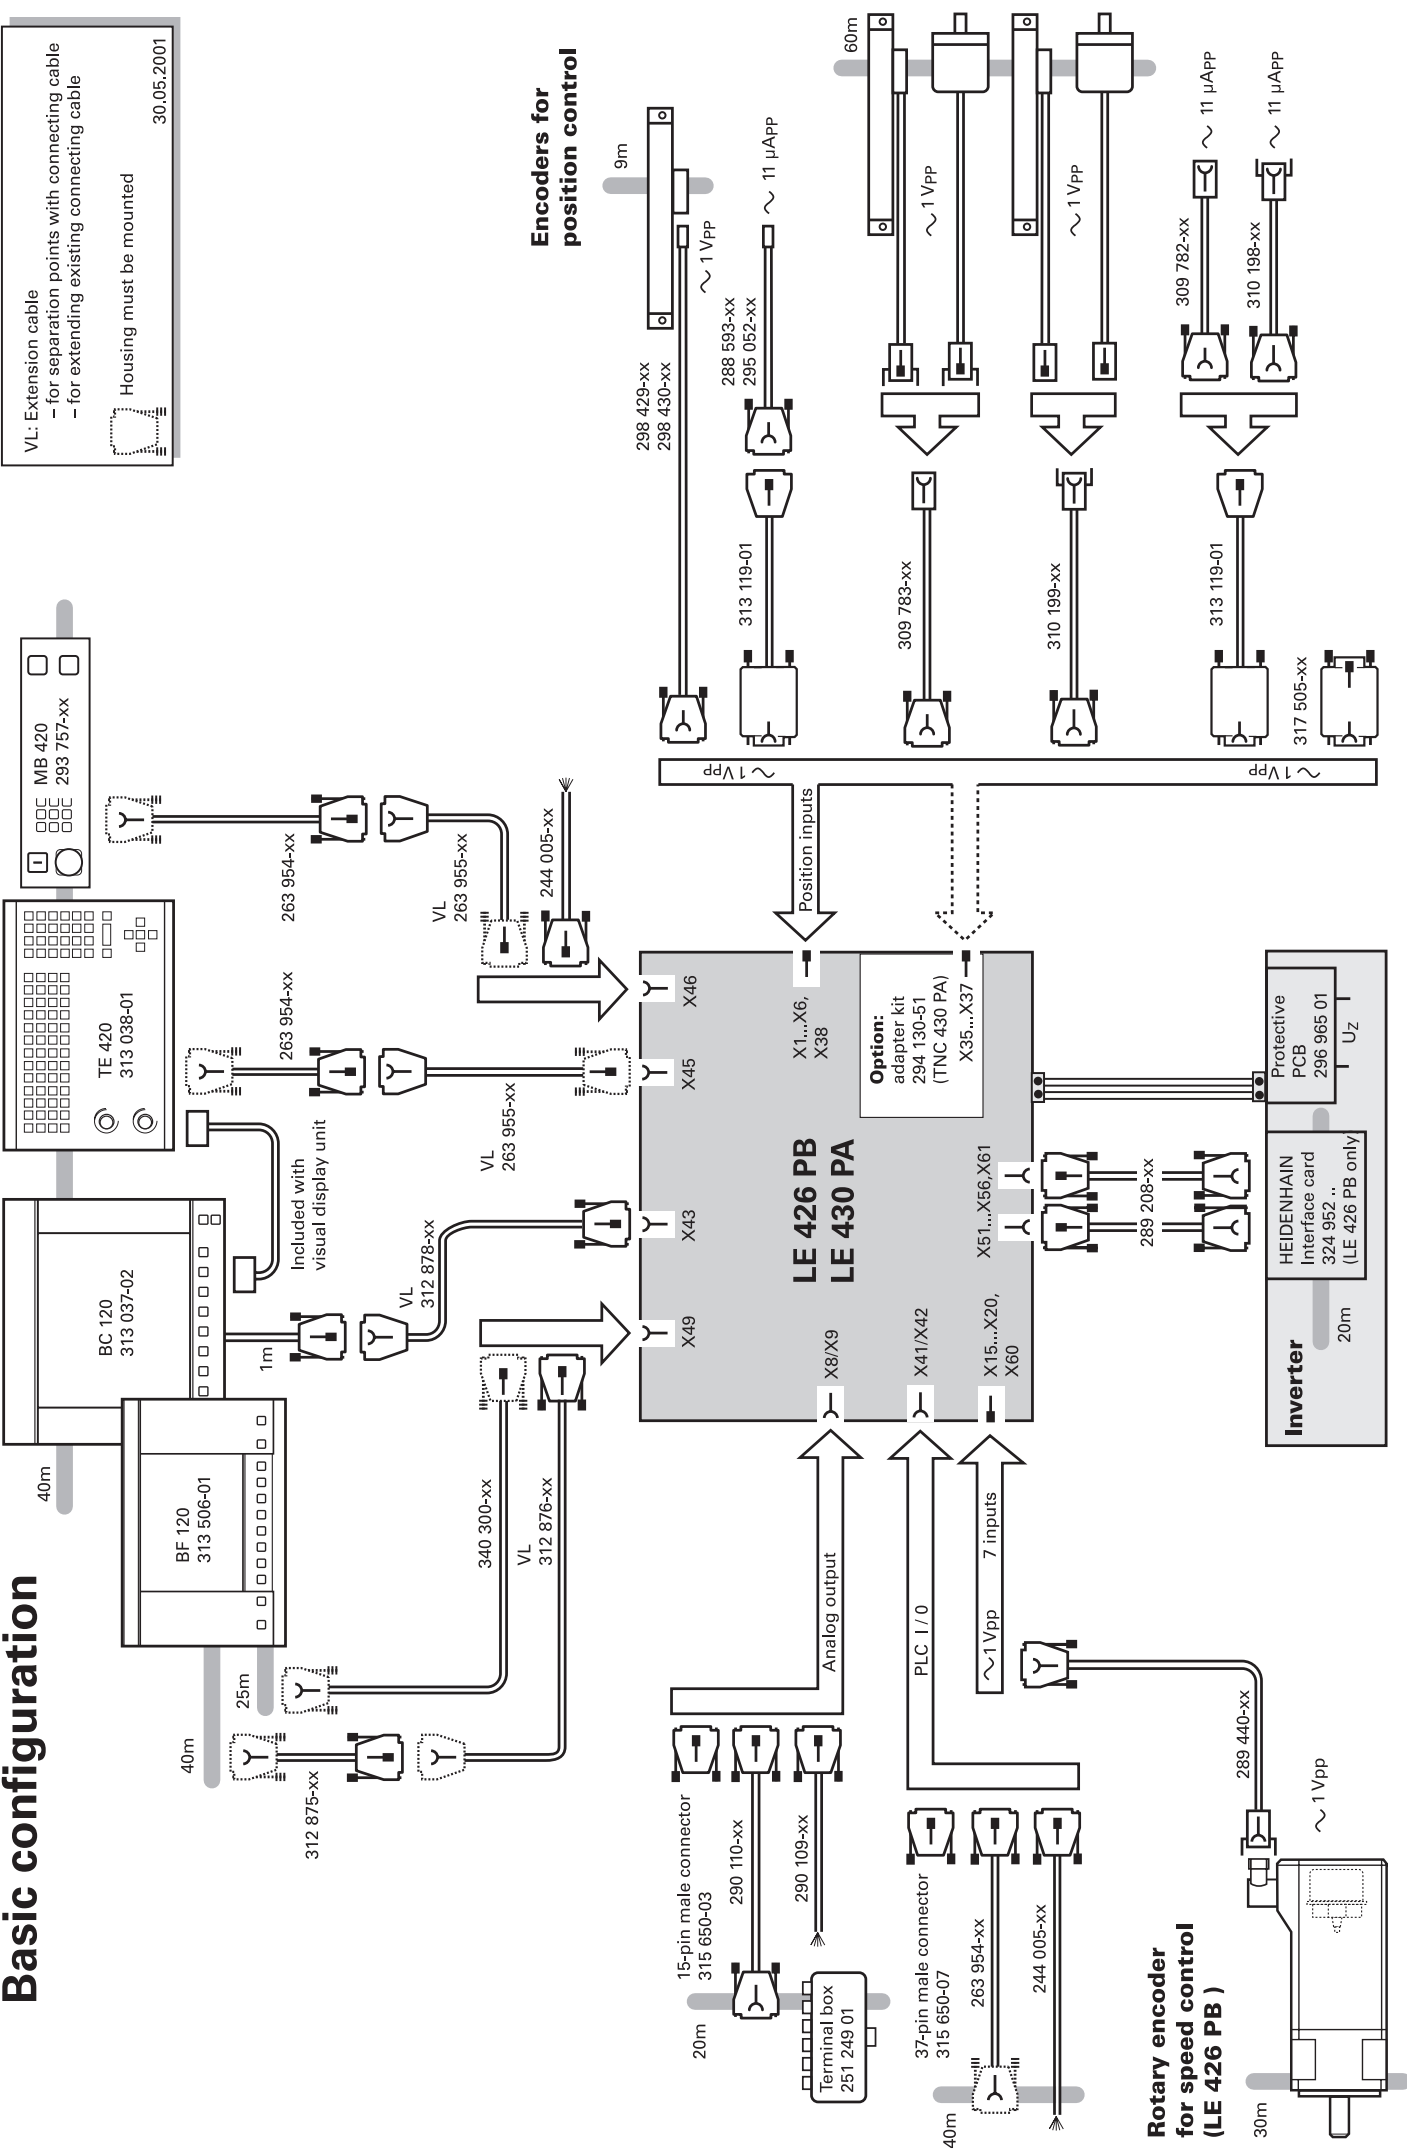 Basic configuration
VL: Extension cable
– for separation points with connecting cable
– for extending existing connecting cable
Housing must be mounted
30.05.2001
40m
25m
40m
BF 120
313 506-01
BC 120
313 037-02
TE 420
313 038-01
MB 420
293 757-xx
312 875-xx
340 300-xx
VL
312 876-xx
1m
VL
312 878-xx
Included with
visual display unit
263 954-xx
VL
263 955-xx
263 954-xx
VL
263 955-xx
244 005-xx
X49
X43
X45
X46
LE 426 PB
LE 430 PA
X8/X9
X41/X42
X15...X20,
X60
X51...X56,X61
X1...X6,
X38
Option:
adapter kit
294 130-51
(TNC 430 PA)
X35...X37
Position inputs
~ 1 VPP
~ 1 VPP
Encoders for
position control
9m
298 429-xx
298 430-xx
~ 1 VPP
288 593-xx
295 052-xx
~ 11 µAPP
313 119-01
60m
~ 1 VPP
309 783-xx
~ 1 VPP
310 199-xx
309 782-xx
~ 11 µAPP
310 198-xx
~ 11 µAPP
313 119-01
317 505-xx
Analog output
15-pin male connector
315 650-03
290 110-xx
290 109-xx
20m
Terminal box
251 249 01
PLC I / 0
37-pin male connector
315 650-07
263 954-xx
244 005-xx
40m
~1 Vpp
7 inputs
289 440-xx
~ 1 Vpp
Rotary encoder
for speed control
(LE 426 PB )
30m
289 208-xx
Inverter
20m
HEIDENHAIN
Interface card
324 952 ..
(LE 426 PB only)
Protective
PCB
296 965 01
UZ